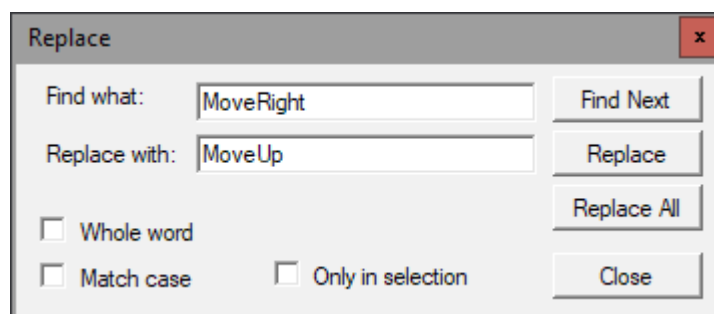 Replace x
Find what: MoveRight Find Next
Replace with: MoveUp Replace
Replace All
Whole word
Match case Only in selection Close